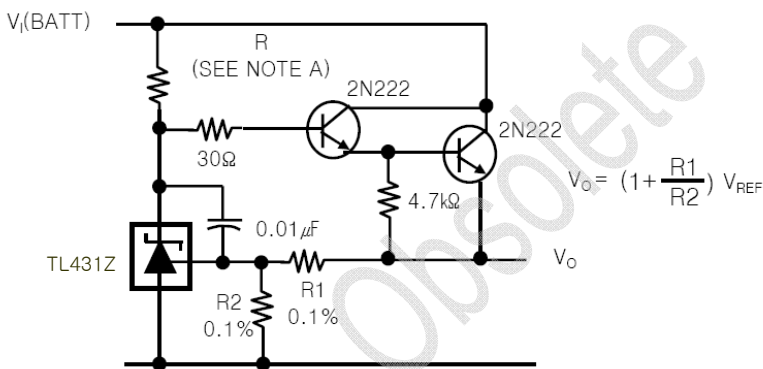 V_I(BATT)
R
(SEE NOTE A)
2N222
2N222
30Ω
4.7kΩ
V_O = (1+ R1/R2) V_REF
0.01μF
TL431Z
R1
0.1%
R2
0.1%
V_O
Obsolete